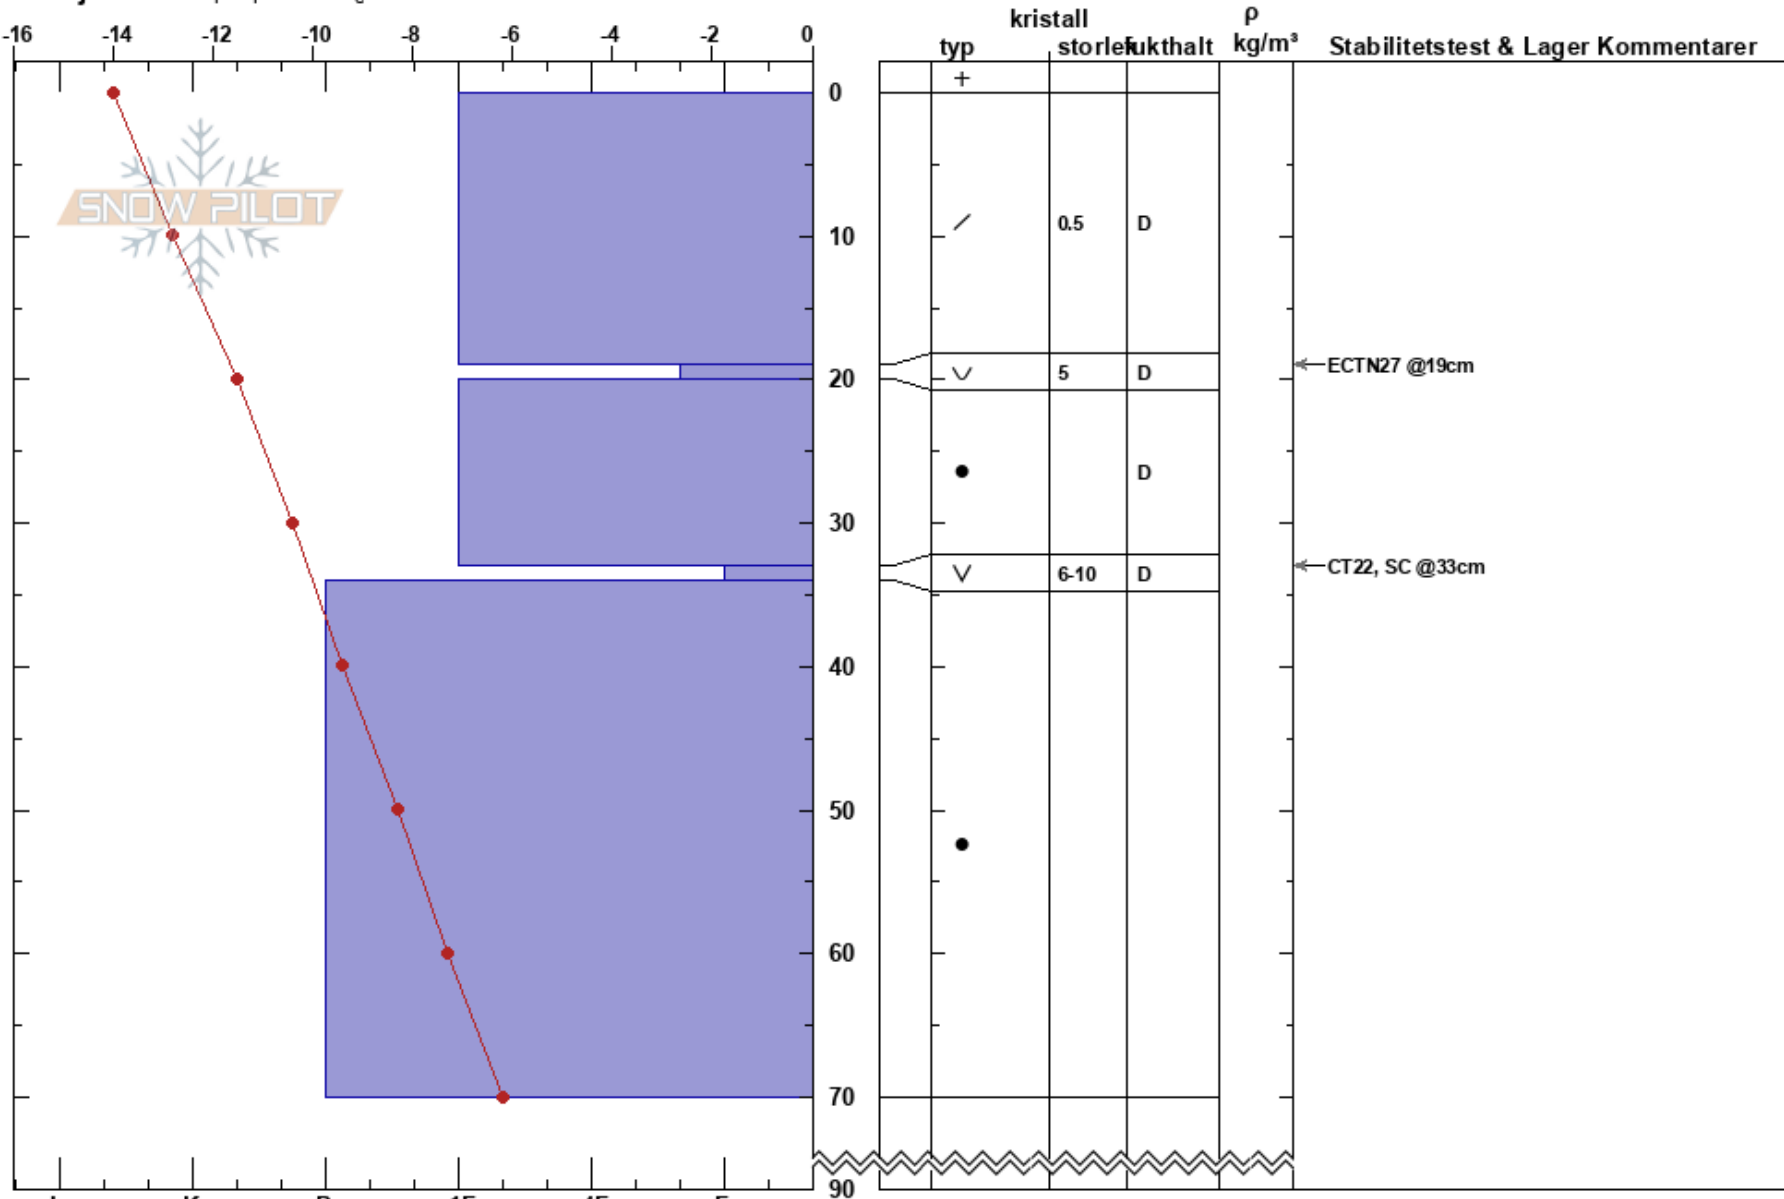 -16 -14 -12 -10 -8 -6 -4 -2 0
kristall ρ
typ storlek fukthalt kg/m³ Stabilitetstest & Lager Kommentarer
+
0
SNOW PILOT
0.5 D
10
ECTN27 @19cm
5 D
20
D
30
CT22, SC @33cm
6-10 D
40
50
60
70
90